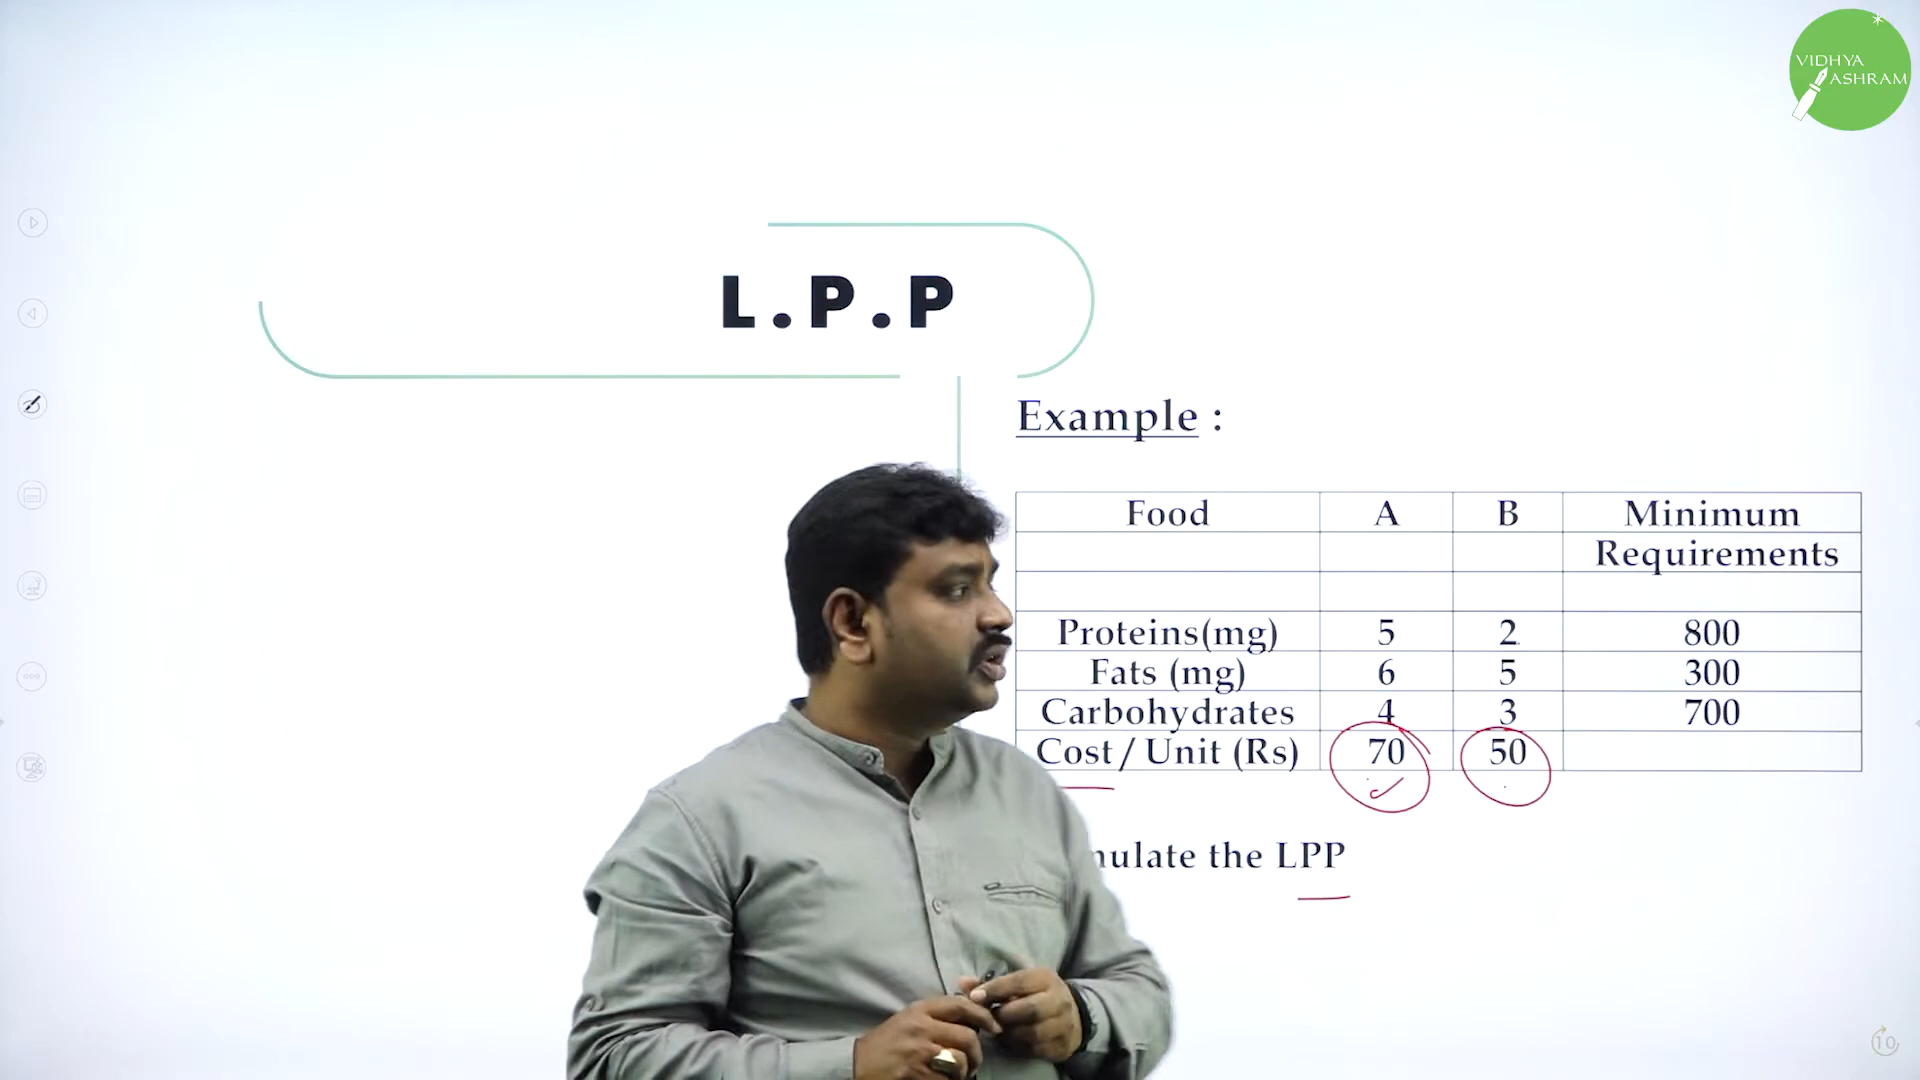 VIDHYA
ASHRAM
L.P.P
Example :
Food A B Minimum
Requirements
Proteins(mg) 5 2 800
Fats (mg) 6 5 300
Carbohydrates 4 3 700
Cost / Unit (Rs) 70 50
the LPP
10